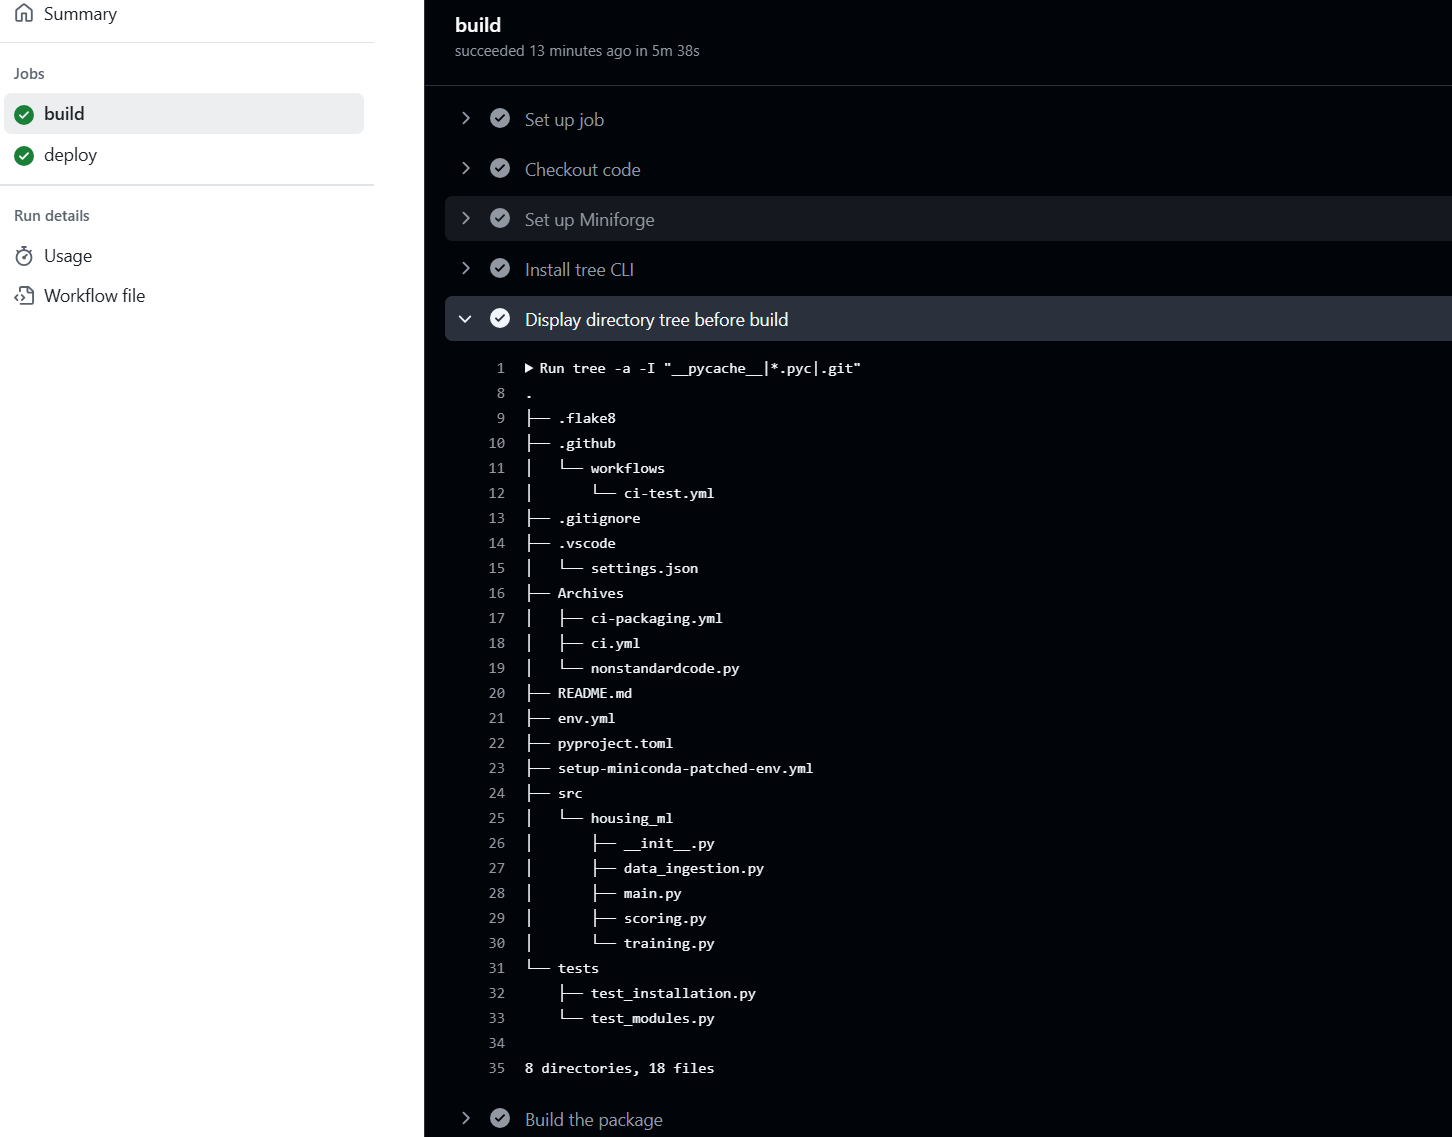 Summary
Jobs
build
deploy
Run details
Usage
Workflow file
build
succeeded 13 minutes ago in 5m 38s
Set up job
Checkout code
Set up Miniforge
Install tree CLI
Display directory tree before build
1 ▶ Run tree -a -I "__pycache__|*.pyc|.git"
8 .
9 ├── .flake8
10 ├── .github
11 │   └── workflows
12 │       └── ci-test.yml
13 ├── .gitignore
14 ├── .vscode
15 │   └── settings.json
16 ├── Archives
17 │   ├── ci-packaging.yml
18 │   ├── ci.yml
19 │   └── nonstandardcode.py
20 ├── README.md
21 ├── env.yml
22 ├── pyproject.toml
23 ├── setup-miniconda-patched-env.yml
24 ├── src
25 │   └── housing_ml
26 │       ├── __init__.py
27 │       ├── data_ingestion.py
28 │       ├── main.py
29 │       ├── scoring.py
30 │       └── training.py
31 └── tests
32     ├── test_installation.py
33     └── test_modules.py
34
35 8 directories, 18 files
Build the package